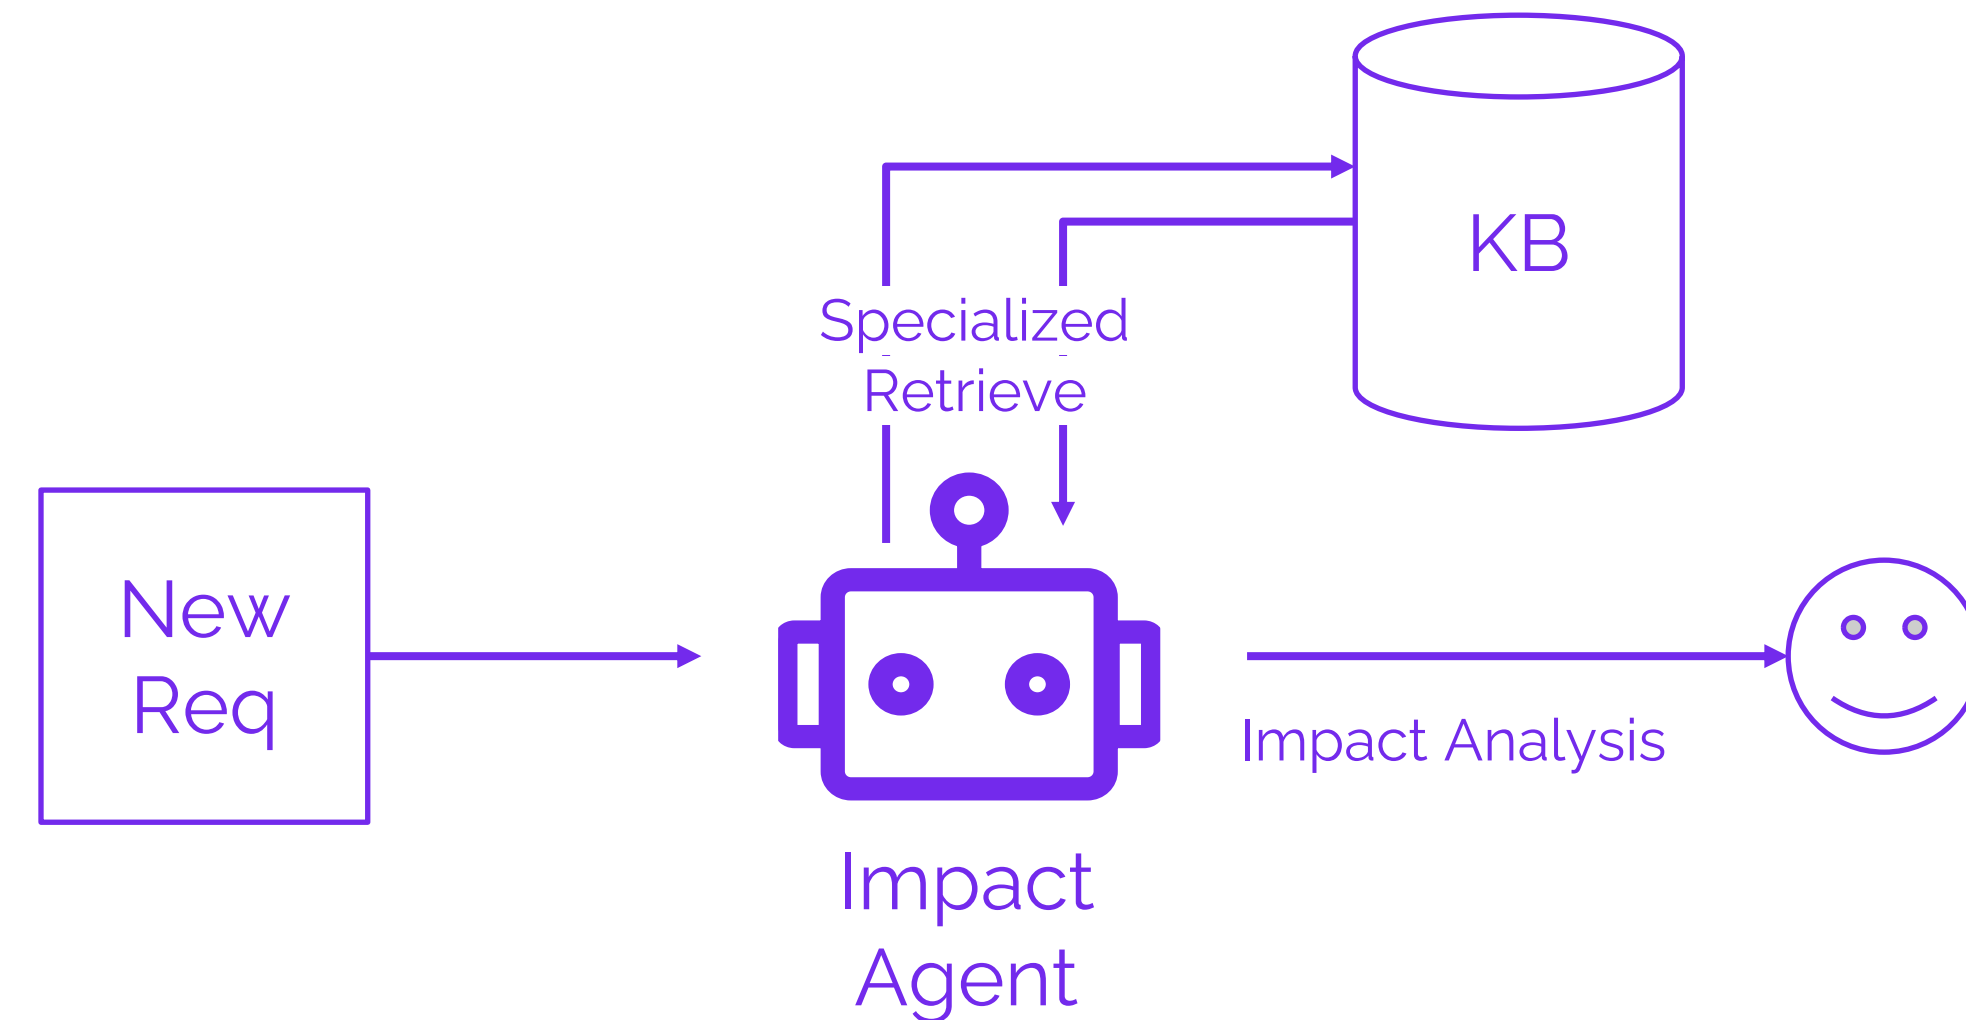 KB
Specialized
Retrieve
New
Req
Impact Analysis
Impact
Agent